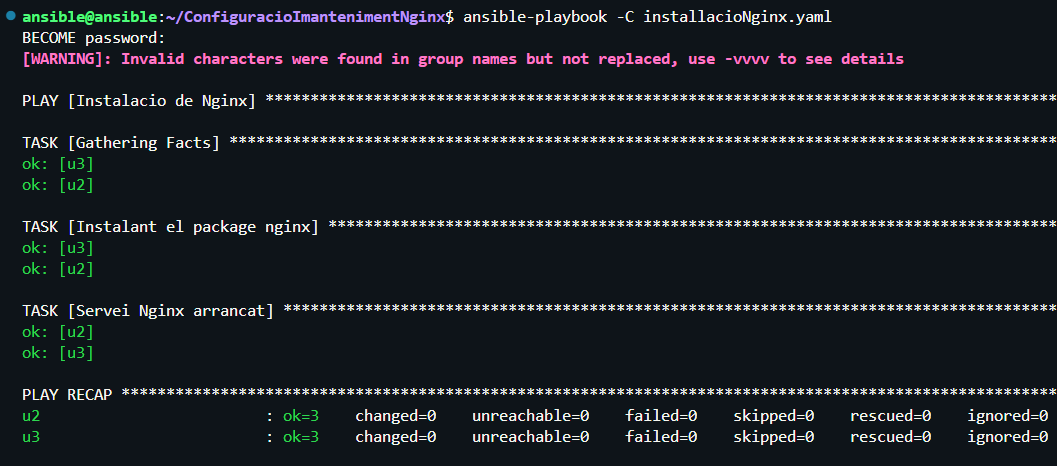 ansible@ansible:~/ConfiguracioImantenimentNginx$ ansible-playbook -C installacioNginx.yaml
BECOME password:
[WARNING]: Invalid characters were found in group names but not replaced, use -vvvv to see details
PLAY [Instalacio de Nginx] ****************************************************************************************
TASK [Gathering Facts] ********************************************************************************************
ok: [u3]
ok: [u2]
TASK [Instalant el package nginx] *********************************************************************************
ok: [u3]
ok: [u2]
TASK [Servei Nginx arrancat] **************************************************************************************
ok: [u2]
ok: [u3]
PLAY RECAP ********************************************************************************************************
u2 : ok=3 changed=0 unreachable=0 failed=0 skipped=0 rescued=0 ignored=0
u3 : ok=3 changed=0 unreachable=0 failed=0 skipped=0 rescued=0 ignored=0